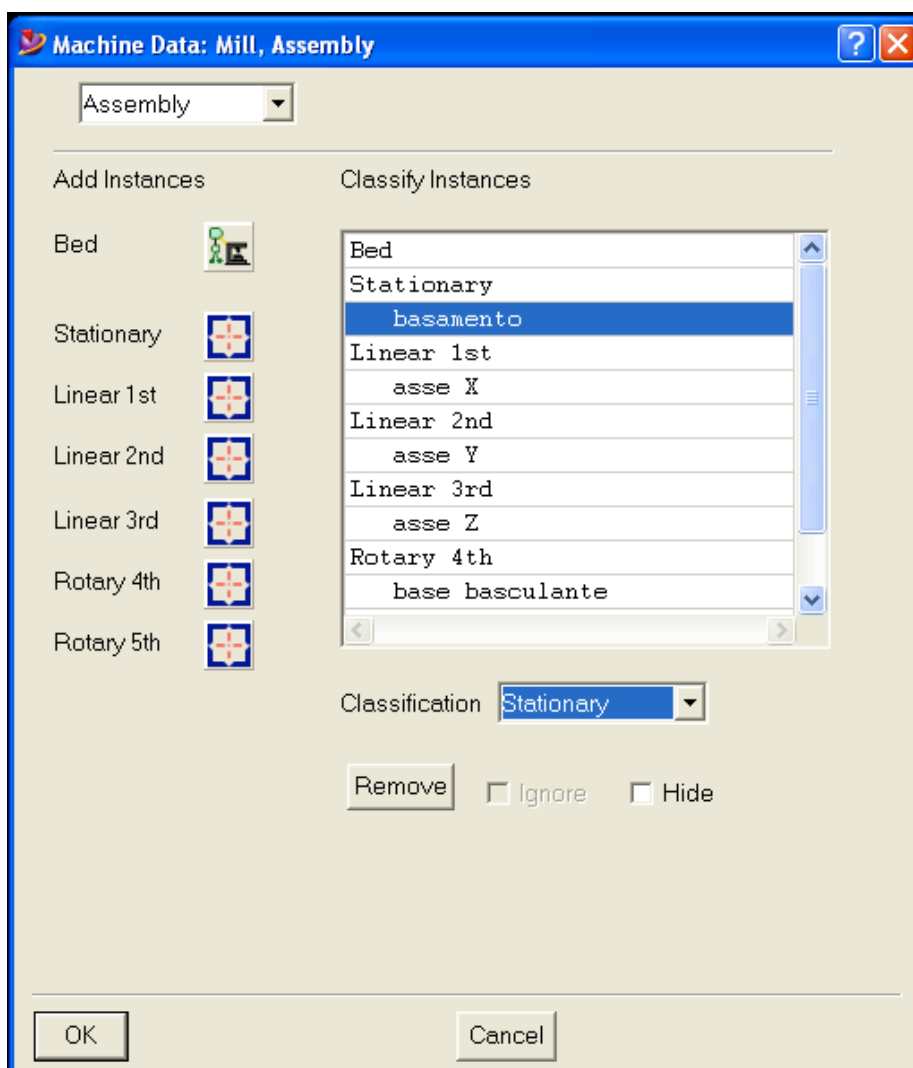 Machine Data: Mill, Assembly
Assembly
Add Instances
Classify Instances
Bed
Stationary
Linear 1st
Linear 2nd
Linear 3rd
Rotary 4th
Rotary 5th
Bed
Stationary
basamento
Linear 1st
asse X
Linear 2nd
asse Y
Linear 3rd
asse Z
Rotary 4th
base basculante
Classification Stationary
Remove Ignore Hide
OK Cancel